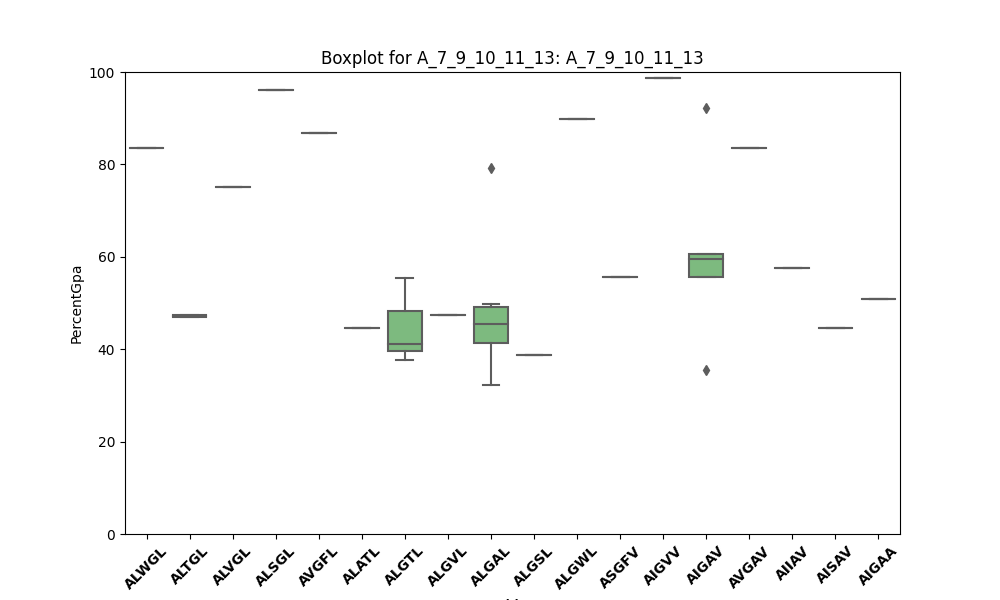 Boxplot for A_7_9_10_11_13: A_7_9_10_11_13
100
80
60
40
20
0
PercentGpa
ALWGL
ALTGL
ALVGL
ALSGL
AVGFL
ALATL
ALGTL
ALGVL
ALGAL
ALGSL
ALGWL
ASGFV
AIGVV
AIGAV
AVGAV
AIIAV
AISAV
AIGAA